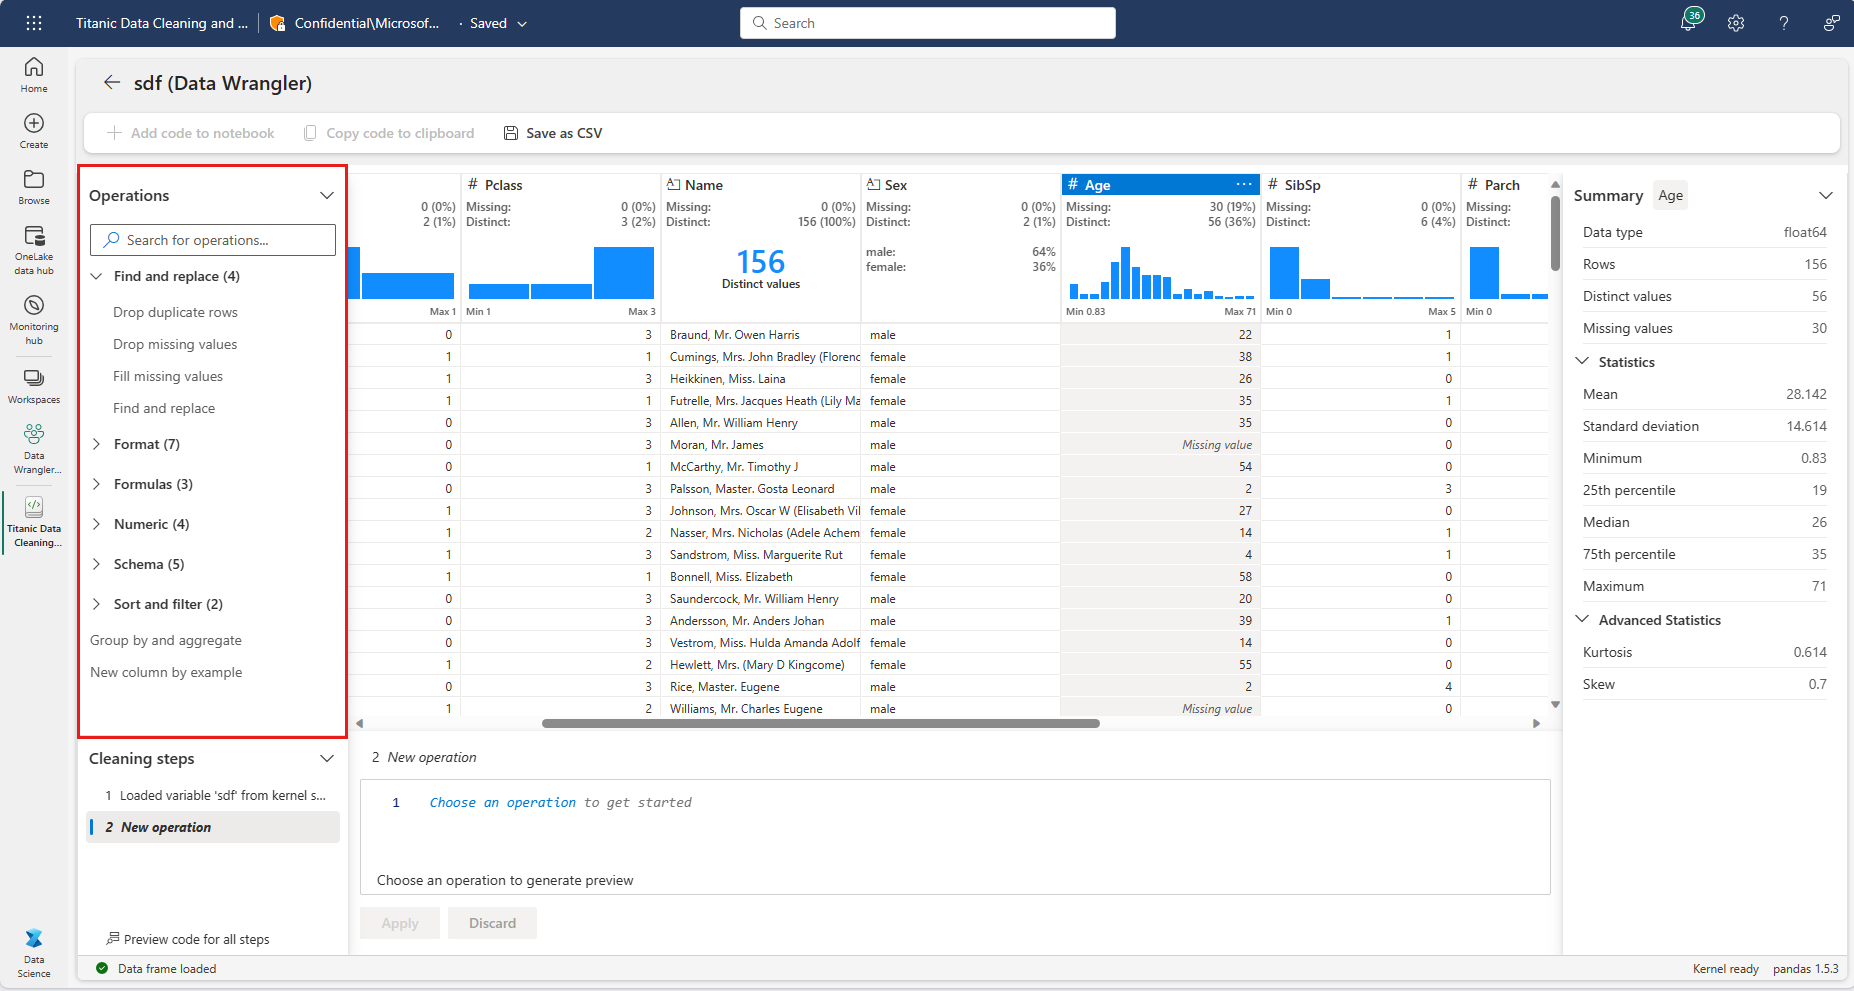 Titanic Data Cleaning and ...
Confidential\Microsof...
· Saved
Search
36
?
Home
Create
Browse
OneLake
data hub
Monitoring
hub
Workspaces
Data
Wrangler...
Titanic Data
Cleaning...
Data
Science
sdf (Data Wrangler)
Add code to notebook
Copy code to clipboard
Save as CSV
Operations
Search for operations...
Find and replace (4)
Drop duplicate rows
Drop missing values
Fill missing values
Find and replace
Format (7)
Formulas (3)
Numeric (4)
Schema (5)
Sort and filter (2)
Group by and aggregate
New column by example
Cleaning steps
1 Loaded variable 'sdf' from kernel s...
2 New operation
Preview code for all steps
# Pclass Name Sex # Age ... # SibSp # Parch
0 (0%) Missing: 0 (0%) Missing: 0 (0%) Missing: 0 (0%) Missing: 30 (19%) Missing: 0 (0%) Missing:
2 (1%) Distinct: 3 (2%) Distinct: 156 (100%) Distinct: 2 (1%) Distinct: 56 (36%) Distinct: 6 (4%) Distinct:
156
Distinct values
male: 64%
female: 36%
Max 1 Min 1 Max 3 Min 0.83 Max 71 Min 0 Max 5 Min 0
0 3 Braund, Mr. Owen Harris male 22 1
1 1 Cumings, Mrs. John Bradley (Florenc female 38 1
1 3 Heikkinen, Miss. Laina female 26 0
1 1 Futrelle, Mrs. Jacques Heath (Lily Ma female 35 1
0 3 Allen, Mr. William Henry male 35 0
0 3 Moran, Mr. James male Missing value 0
0 1 McCarthy, Mr. Timothy J male 54 0
0 3 Palsson, Master. Gosta Leonard male 2 3
1 3 Johnson, Mrs. Oscar W (Elisabeth Vil female 27 0
1 2 Nasser, Mrs. Nicholas (Adele Achem female 14 1
1 3 Sandstrom, Miss. Marguerite Rut female 4 1
1 1 Bonnell, Miss. Elizabeth female 58 0
0 3 Saundercock, Mr. William Henry male 20 0
0 3 Andersson, Mr. Anders Johan male 39 1
0 3 Vestrom, Miss. Hulda Amanda Adolf female 14 0
1 2 Hewlett, Mrs. (Mary D Kingcome) female 55 0
0 3 Rice, Master. Eugene male 2 4
1 2 Williams, Mr. Charles Eugene male Missing value 0
2 New operation
1 Choose an operation to get started
Choose an operation to generate preview
Apply
Discard
Summary Age
Data type float64
Rows 156
Distinct values 56
Missing values 30
Statistics
Mean 28.142
Standard deviation 14.614
Minimum 0.83
25th percentile 19
Median 26
75th percentile 35
Maximum 71
Advanced Statistics
Kurtosis 0.614
Skew 0.7
Data frame loaded
Kernel ready
pandas 1.5.3